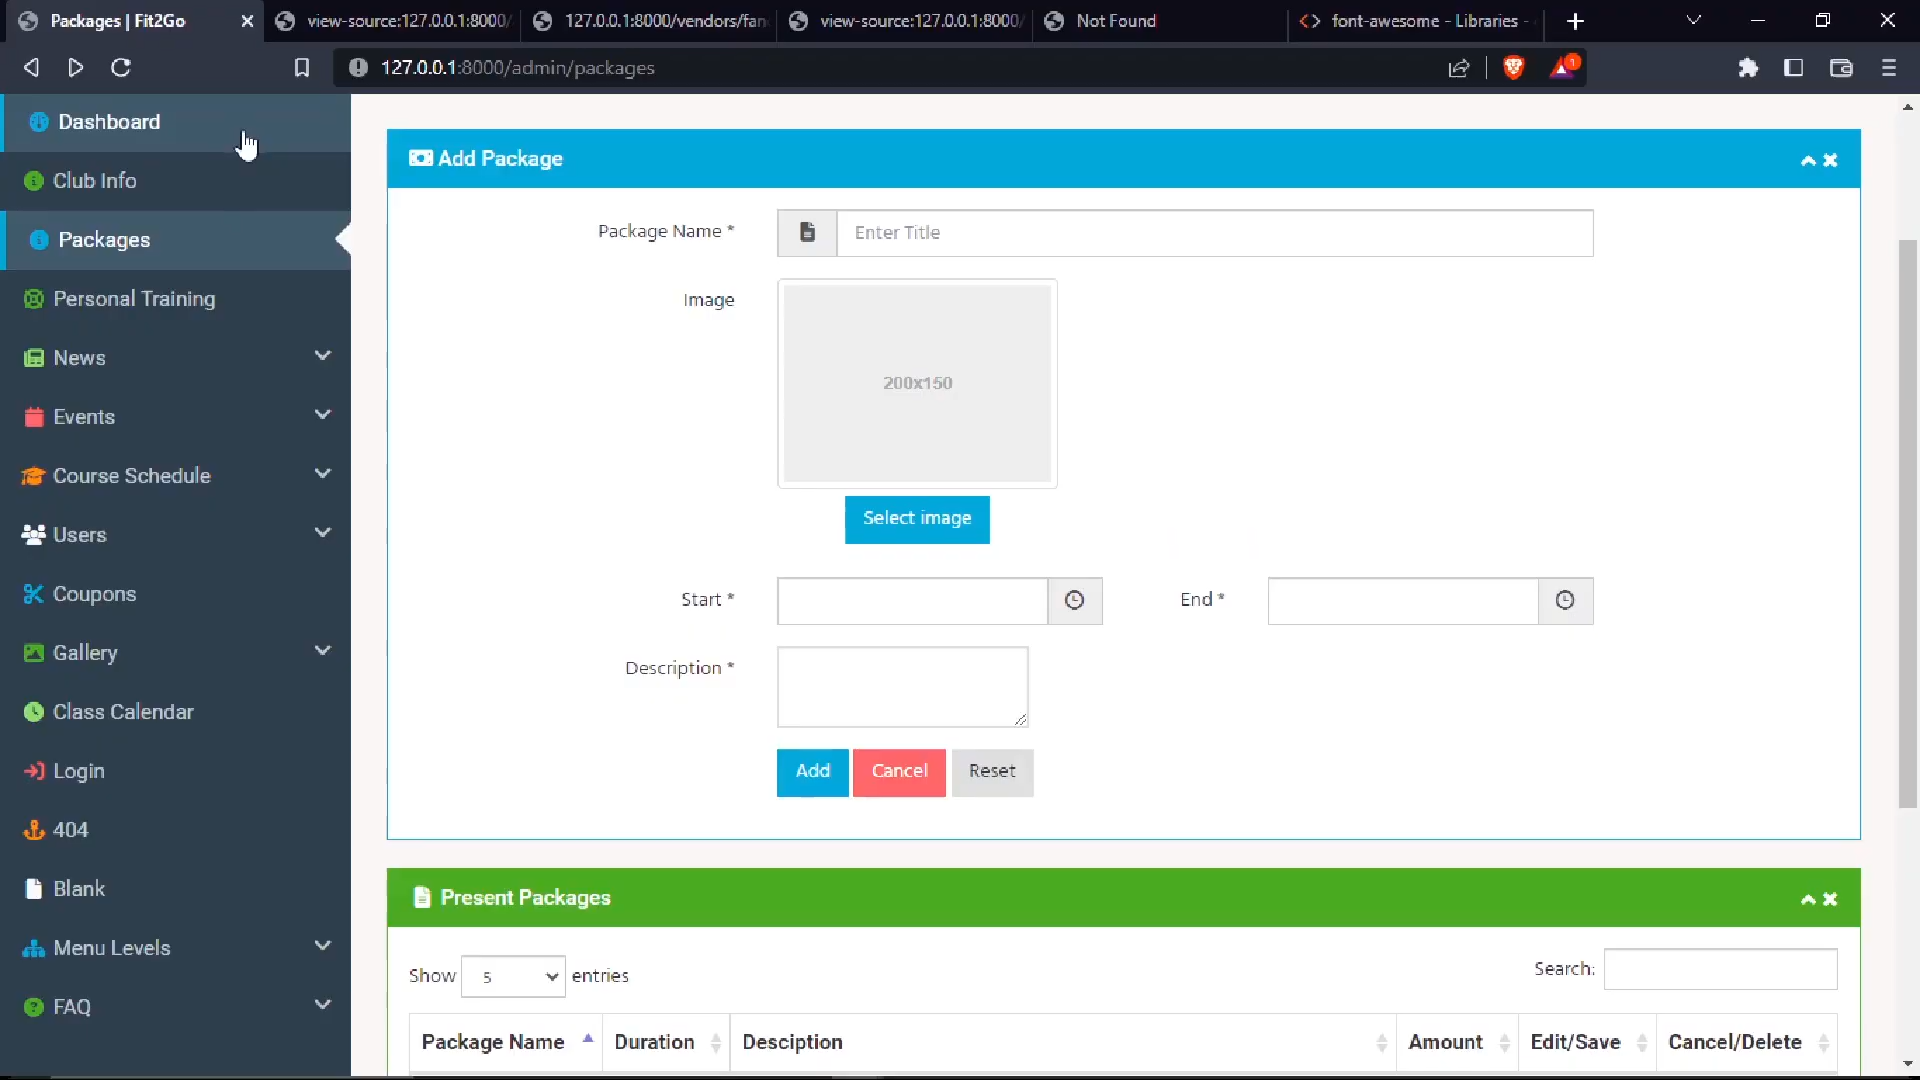 Packages | Fit2Go
view-source:127.0.0.1:8000/
127.0.0.1:8000/vendors/fan
view-source:127.0.0.1:8000/
Not Found
font-awesome - Libraries -
127.0.0.1:8000/admin/packages
1
Dashboard
Club Info
Packages
Personal Training
News
Events
Course Schedule
Users
Coupons
Gallery
Class Calendar
Login
404
Blank
Menu Levels
FAQ
Add Package
Package Name *
Enter Title
Image
200x150
Select image
Start *
End *
Description *
Add
Cancel
Reset
Present Packages
Show 5 entries
Search:
Package Name
Duration
Desciption
Amount
Edit/Save
Cancel/Delete